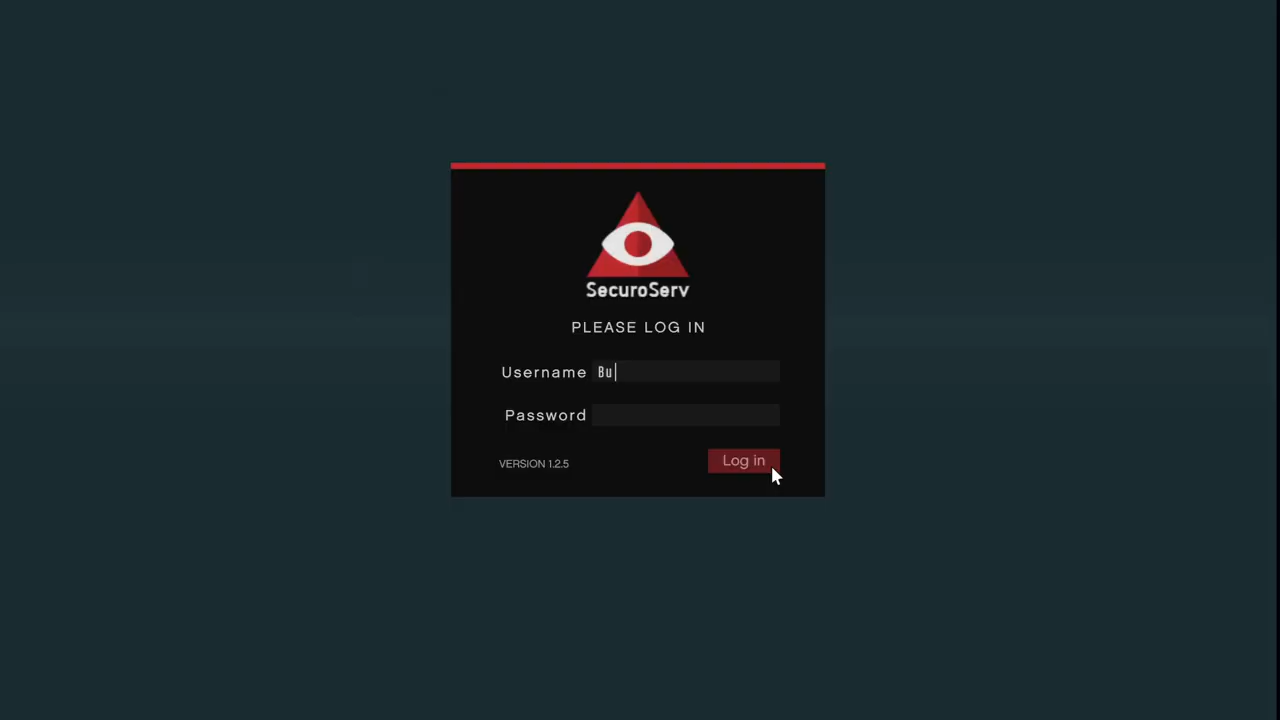 SecuroServ
PLEASE LOG IN
Username Bu
Password
VERSION 1.2.5 Log in